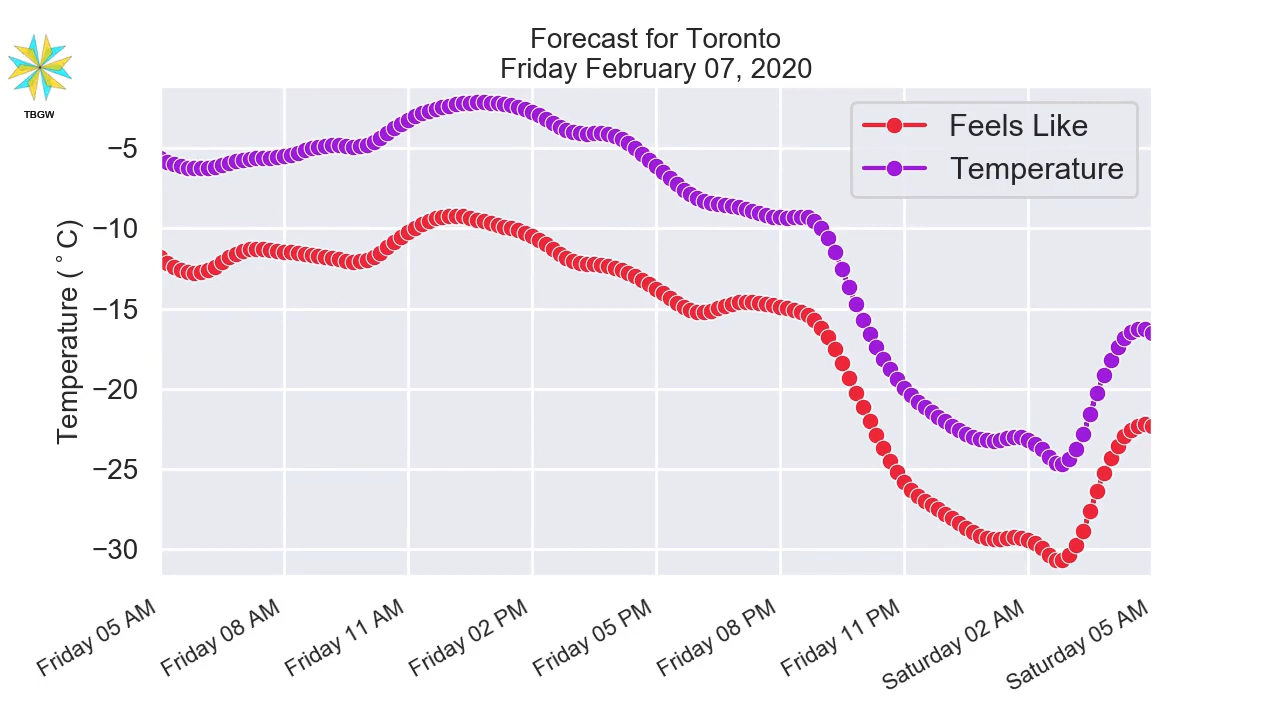 Forecast for Toronto
Friday February 07, 2020
TBGW
Feels Like
Temperature
Temperature (°C)
−5
−10
−15
−20
−25
−30
Friday 05 AM
Friday 08 AM
Friday 11 AM
Friday 02 PM
Friday 05 PM
Friday 08 PM
Friday 11 PM
Saturday 02 AM
Saturday 05 AM